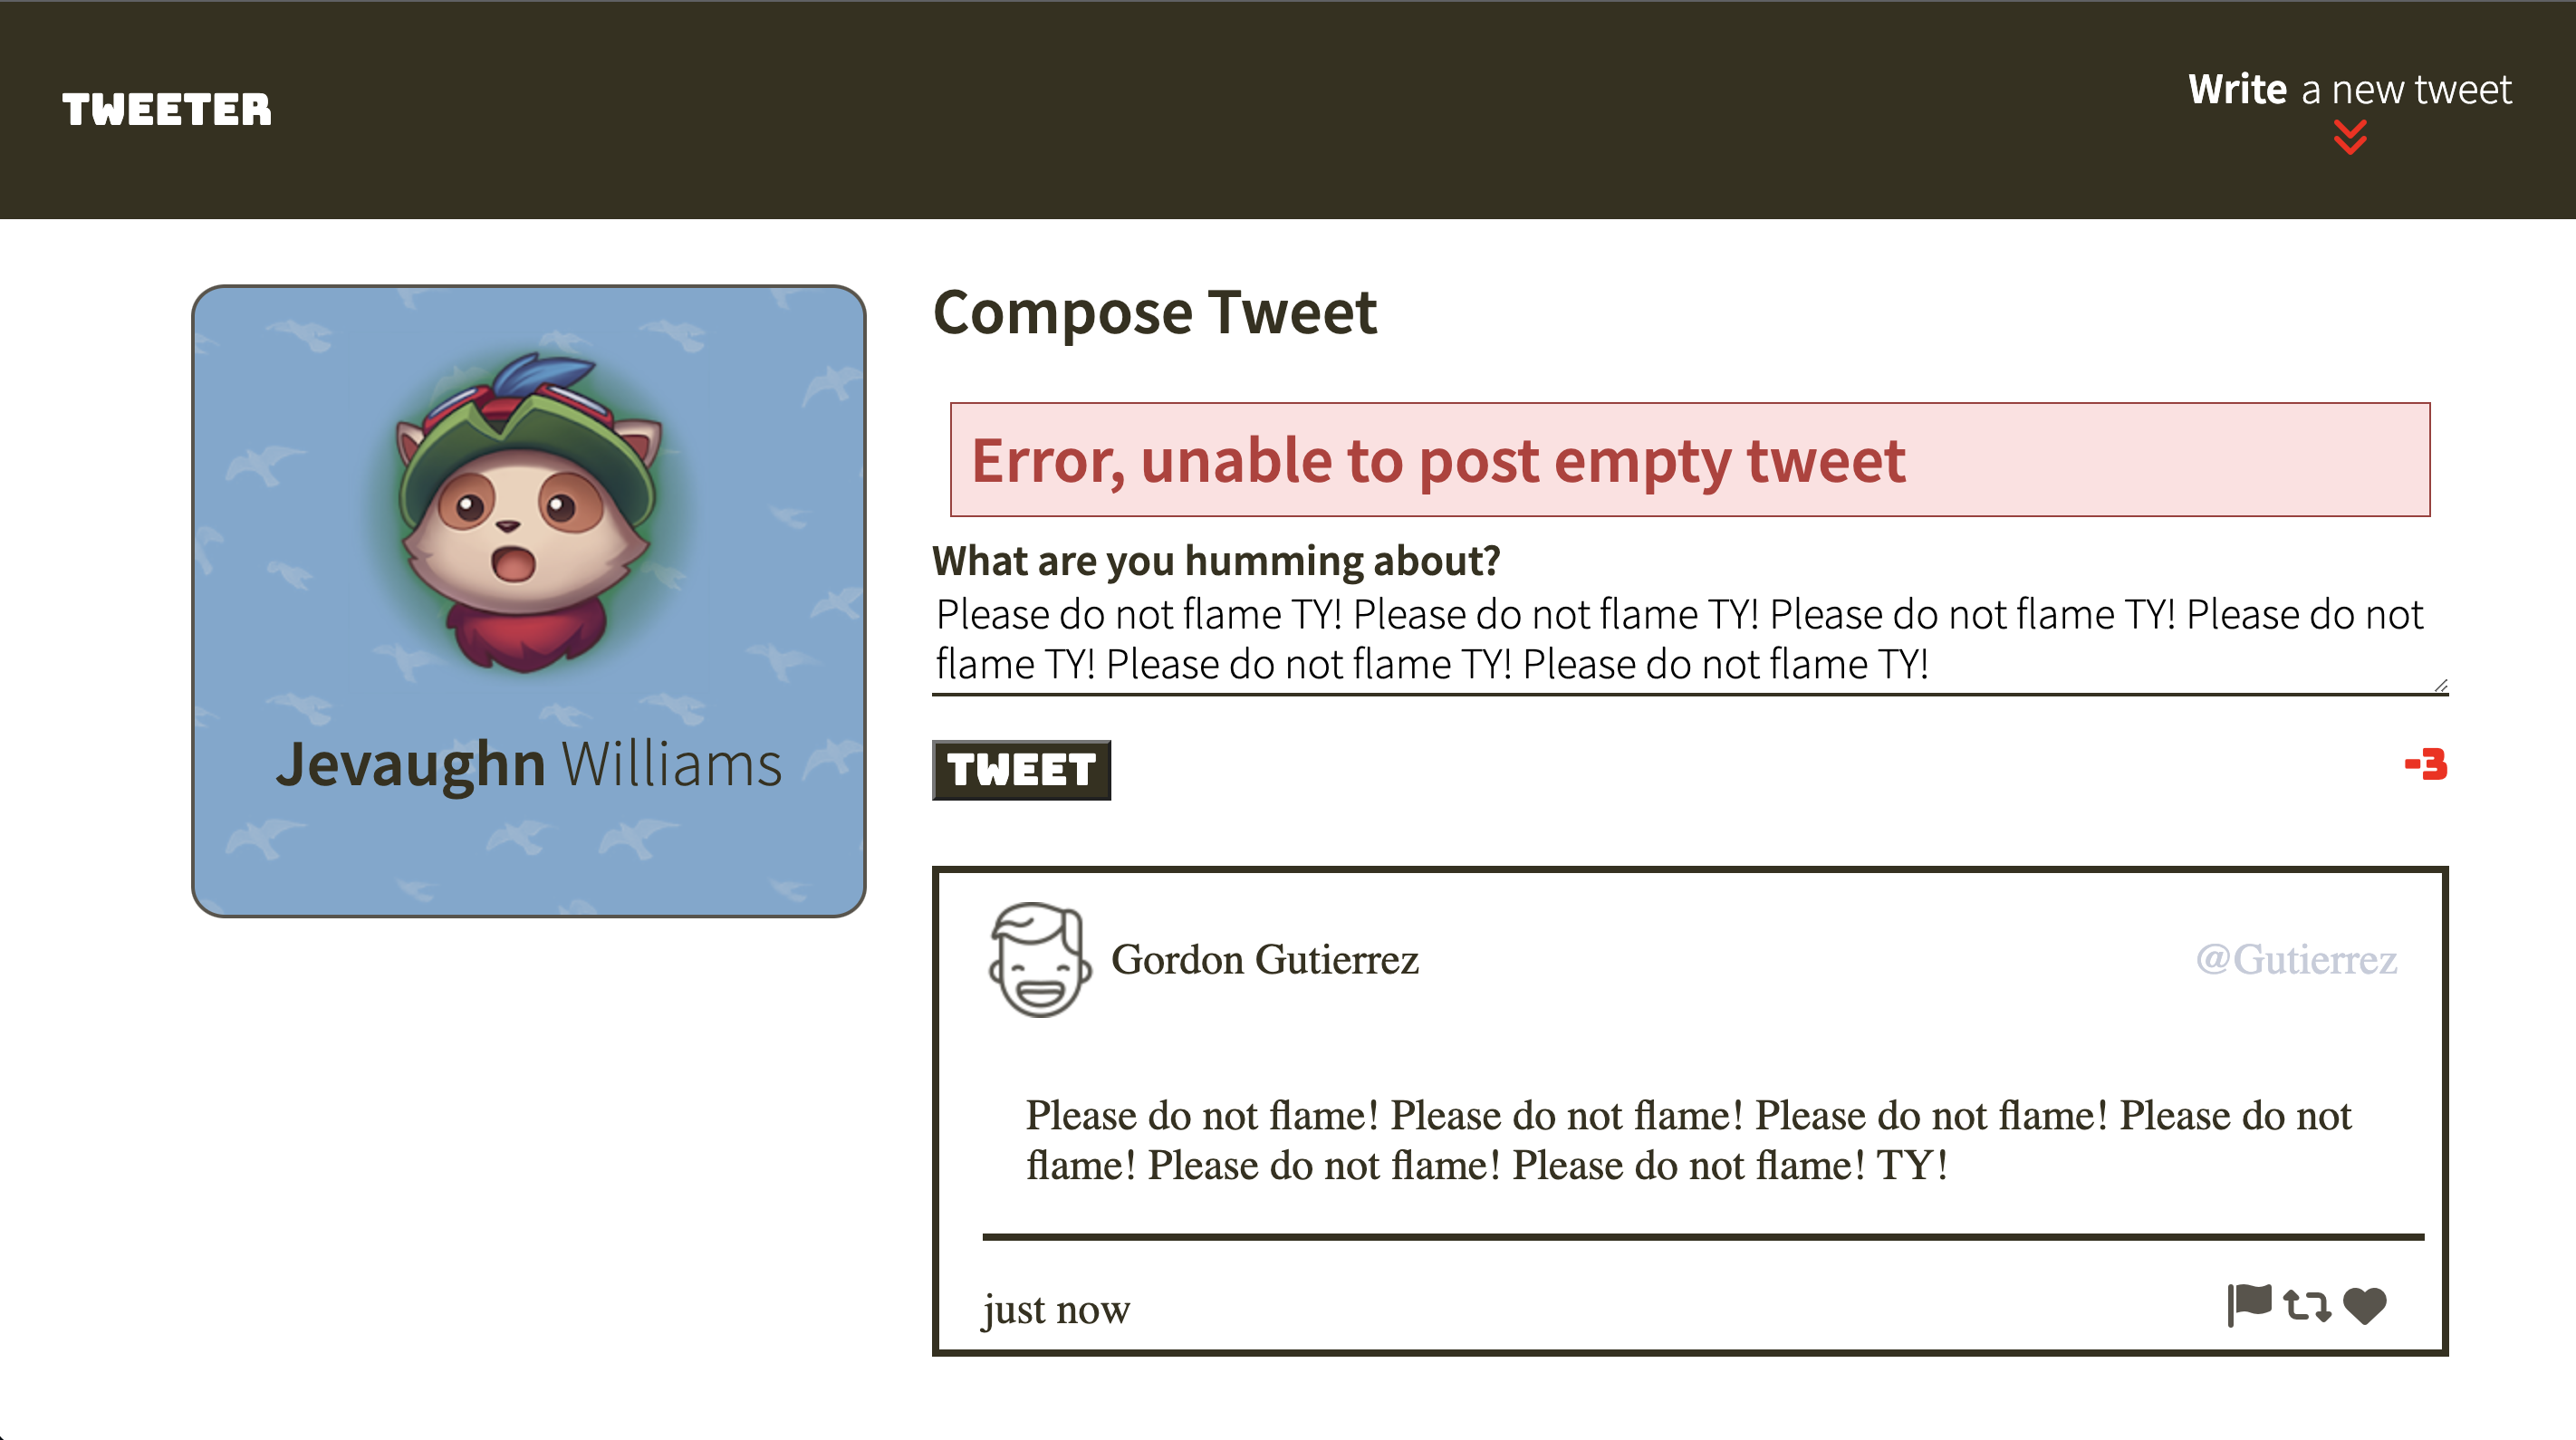 TWEETER
Write a new tweet
Jevaughn Williams
Compose Tweet
Error, unable to post empty tweet
What are you humming about?
Please do not flame TY! Please do not flame TY! Please do not flame TY! Please do not
flame TY! Please do not flame TY! Please do not flame TY!
TWEET
-3
Gordon Gutierrez
@Gutierrez
Please do not flame! Please do not flame! Please do not flame! Please do not
flame! Please do not flame! Please do not flame! TY!
just now